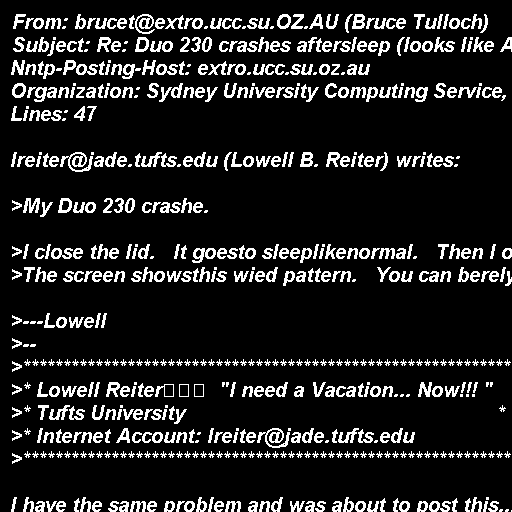 From: brucet@extro.ucc.su.OZ.AU (Bruce Tulloch)
Subject: Re: Duo 230 crashes aftersleep (looks like A
Nntp-Posting-Host: extro.ucc.su.oz.au
Organization: Sydney University Computing Service,
Lines: 47
lreiter@jade.tufts.edu (Lowell B. Reiter) writes:
>My Duo 230 crashe.
>I close the lid.   It goesto sleeplikenormal.   Then I o
>The screen showsthis wied pattern.   You can berely
>---Lowell
>--
>*************************************************************
>* Lowell Reiter□□□  "I need a Vacation... Now!!! "
>* Tufts University                                                    *
>* Internet Account: lreiter@jade.tufts.edu
>*************************************************************
I have the same problem and was about to post this...